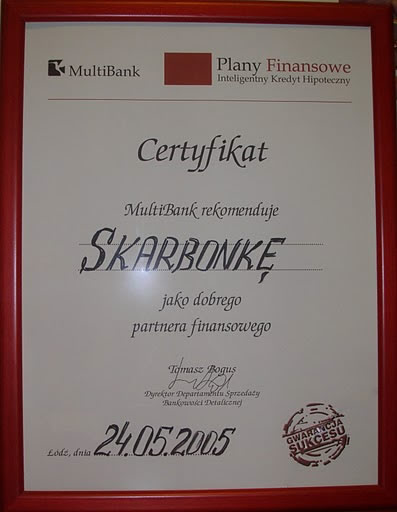 MultiBank
Plany Finansowe
Inteligentny Kredyt Hipoteczny
Certyfikat
MultiBank rekomenduje
SKARBONKĘ
jako dobrego
partnera finansowego
Tomasz Bogus
Dyrektor Departamentu Sprzedaży
Bankowości Detalicznej
GWARANCJA
SUKCESU
Łódź, dnia 24.05.2005